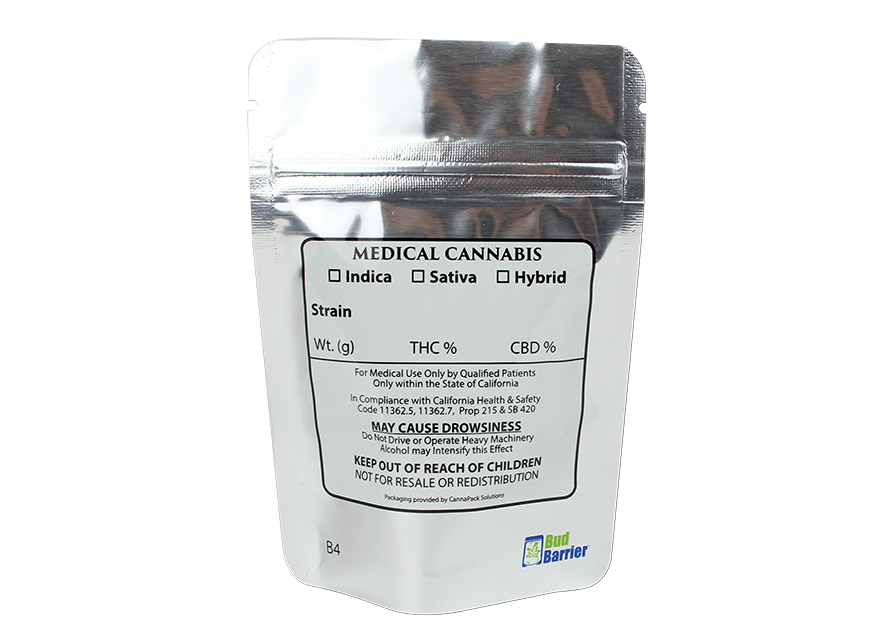 MEDICAL CANNABIS
☐ Indica ☐ Sativa ☐ Hybrid
Strain
Wt. (g) THC % CBD %
For Medical Use Only by Qualified Patients
Only within the State of California
In Compliance with California Health & Safety
Code 11362.5, 11362.7, Prop 215 & SB 420
MAY CAUSE DROWSINESS
Do Not Drive or Operate Heavy Machinery
Alcohol may Intensify this Effect
KEEP OUT OF REACH OF CHILDREN
NOT FOR RESALE OR REDISTRIBUTION
Packaging provided by CannaPack Solutions
B4
Bud
Barrier